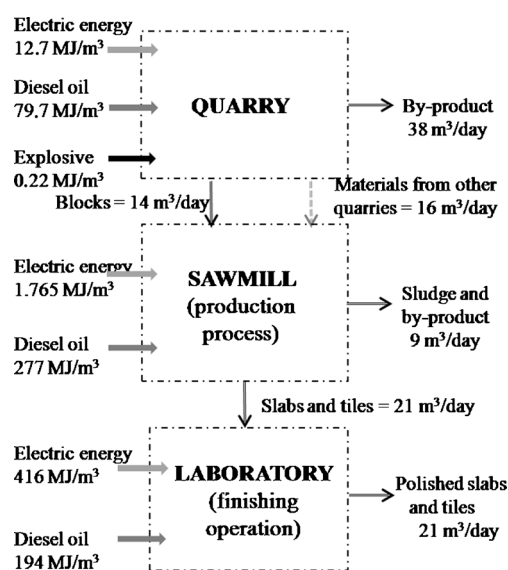 Electric energy
12.7 MJ/m³
Diesel oil
79.7 MJ/m³
Explosive
0.22 MJ/m³
QUARRY
By-product
38 m³/day
Blocks = 14 m³/day
Materials from other
quarries = 16 m³/day
Electric energy
1.765 MJ/m³
Diesel oil
277 MJ/m³
SAWMILL
(production
process)
Sludge and
by-product
9 m³/day
Slabs and tiles = 21 m³/day
Electric energy
416 MJ/m³
Diesel oil
194 MJ/m³
LABORATORY
(finishing
operation)
Polished slabs
and tiles
21 m³/day